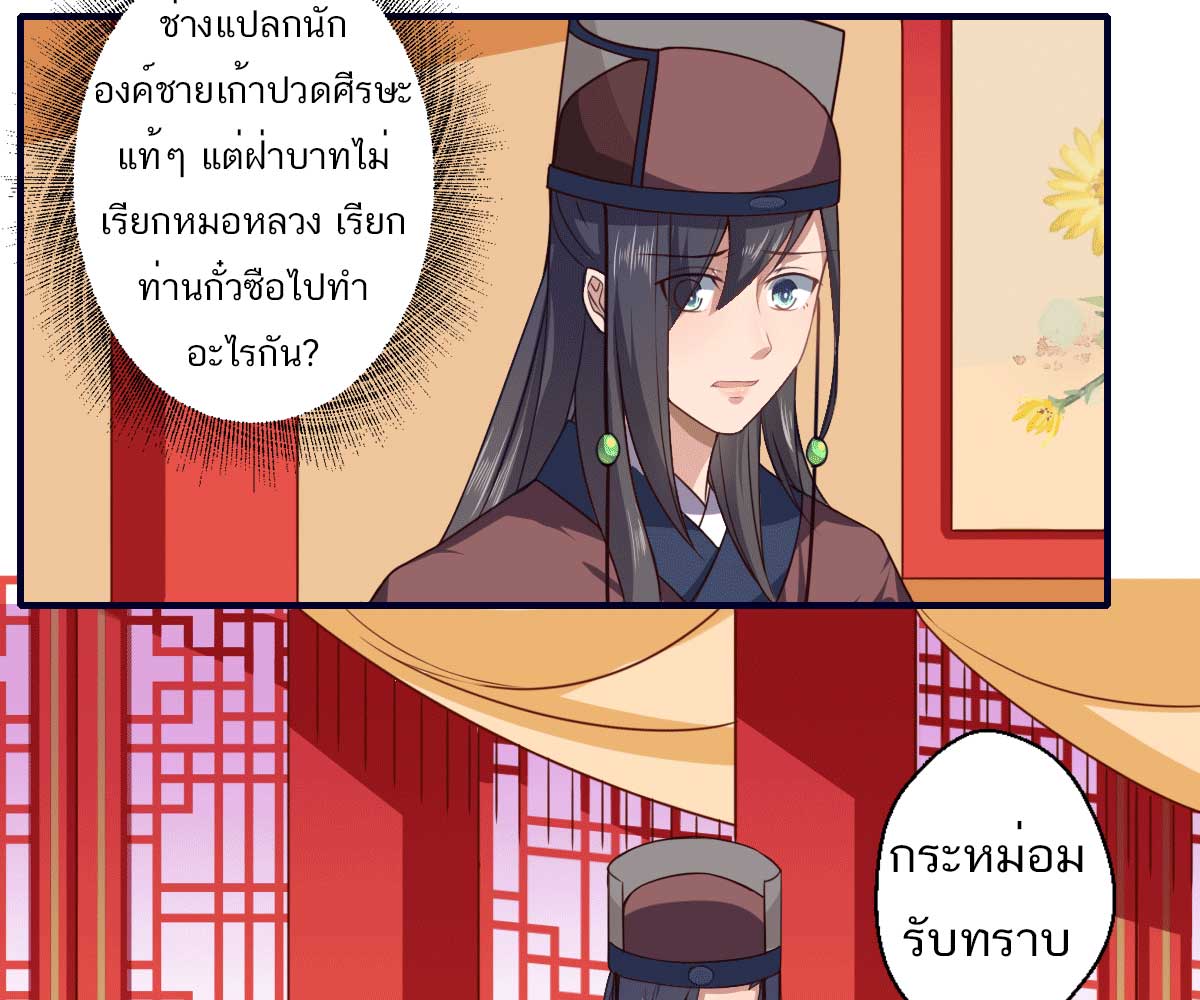 ช่างแปลกนัก
องค์ชายเก้าปวดศีรษะ
แท้ๆ แต่ฝ่าบาทไม่
เรียกหมอหลวง เรียก
ท่านกั๋วซือไปทำ
อะไรกัน?
กระหม่อม
รับทราบ